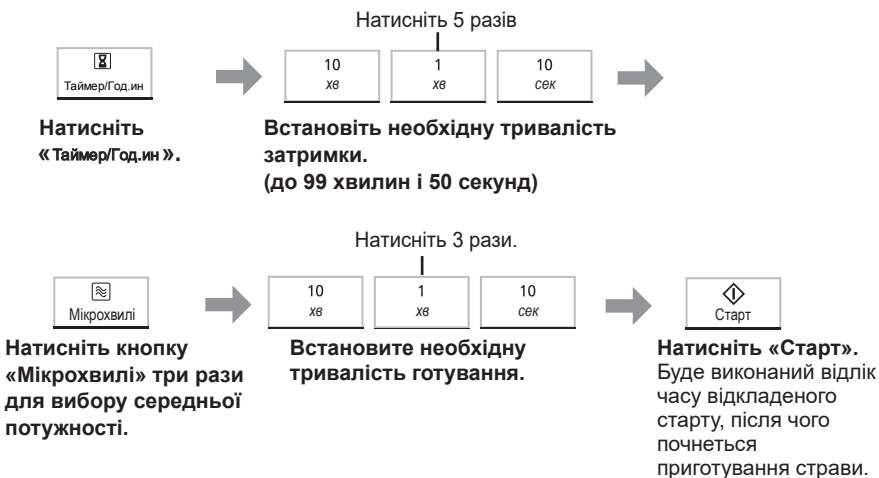 Натисніть 5 разів
Таймер/Год.ин
10 1 10
хв хв сек
Натисніть
«Таймер/Год.ин».
Встановіть необхідну тривалість
затримки.
(до 99 хвилин і 50 секунд)
Натисніть 3 рази.
Мікрохвилі
10 1 10
хв хв сек
Старт
Натисніть кнопку
«Мікрохвилі» три рази
для вибору середньої
потужності.
Встановите необхідну
тривалість готування.
Натисніть «Старт».
Буде виконаний відлік
часу відкладеного
старту, після чого
почнеться
приготування страви.